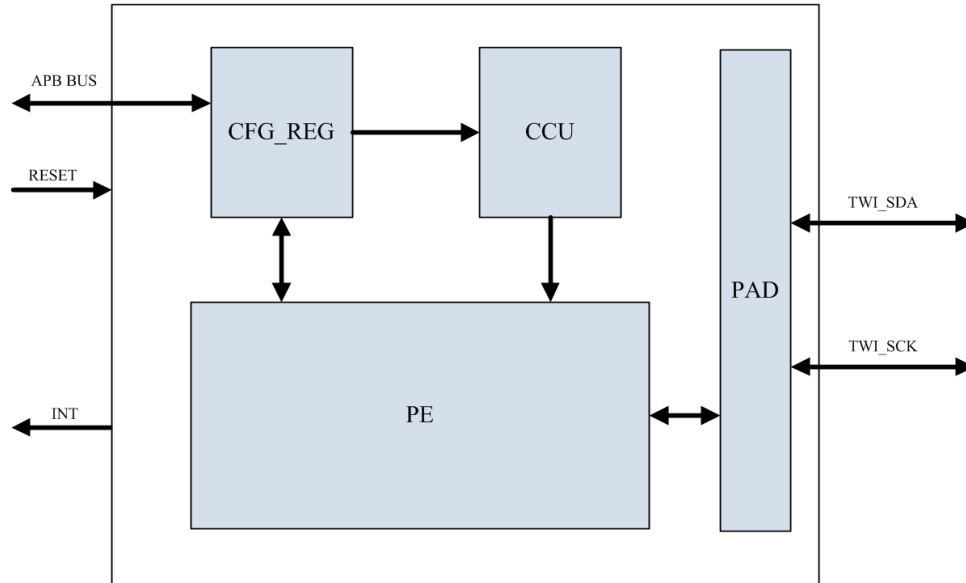 APB BUS
CFG_REG
CCU
RESET
TWI_SDA
PAD
TWI_SCK
INT
PE